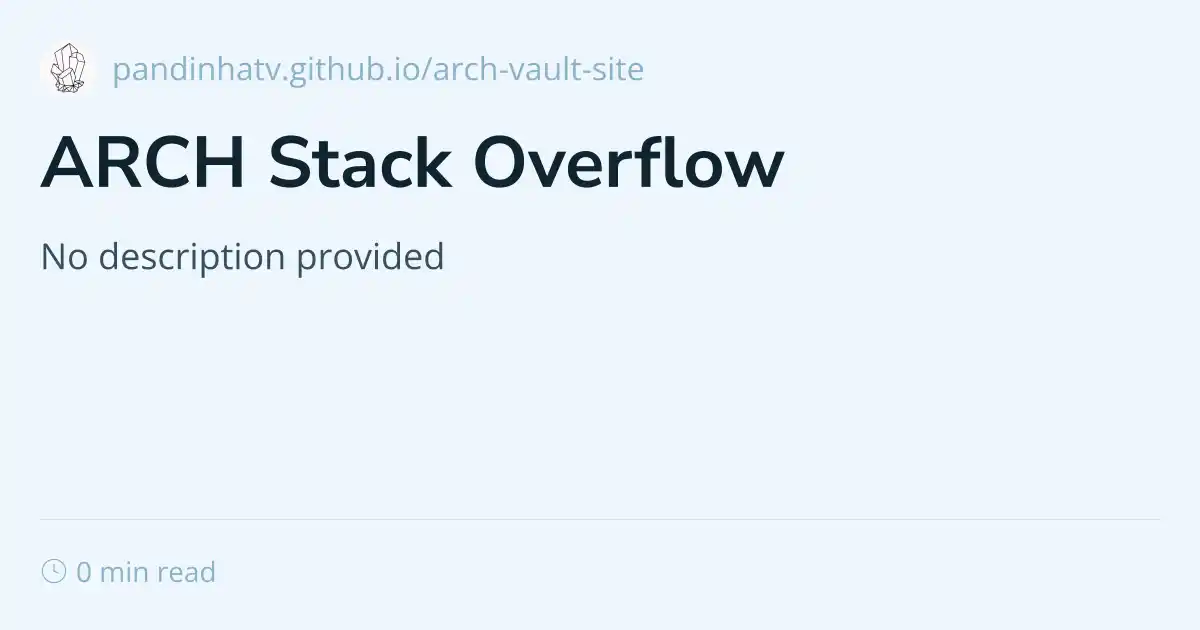 pandinhatv.github.io/arch-vault-site
ARCH Stack Overflow
No description provided
0 min read